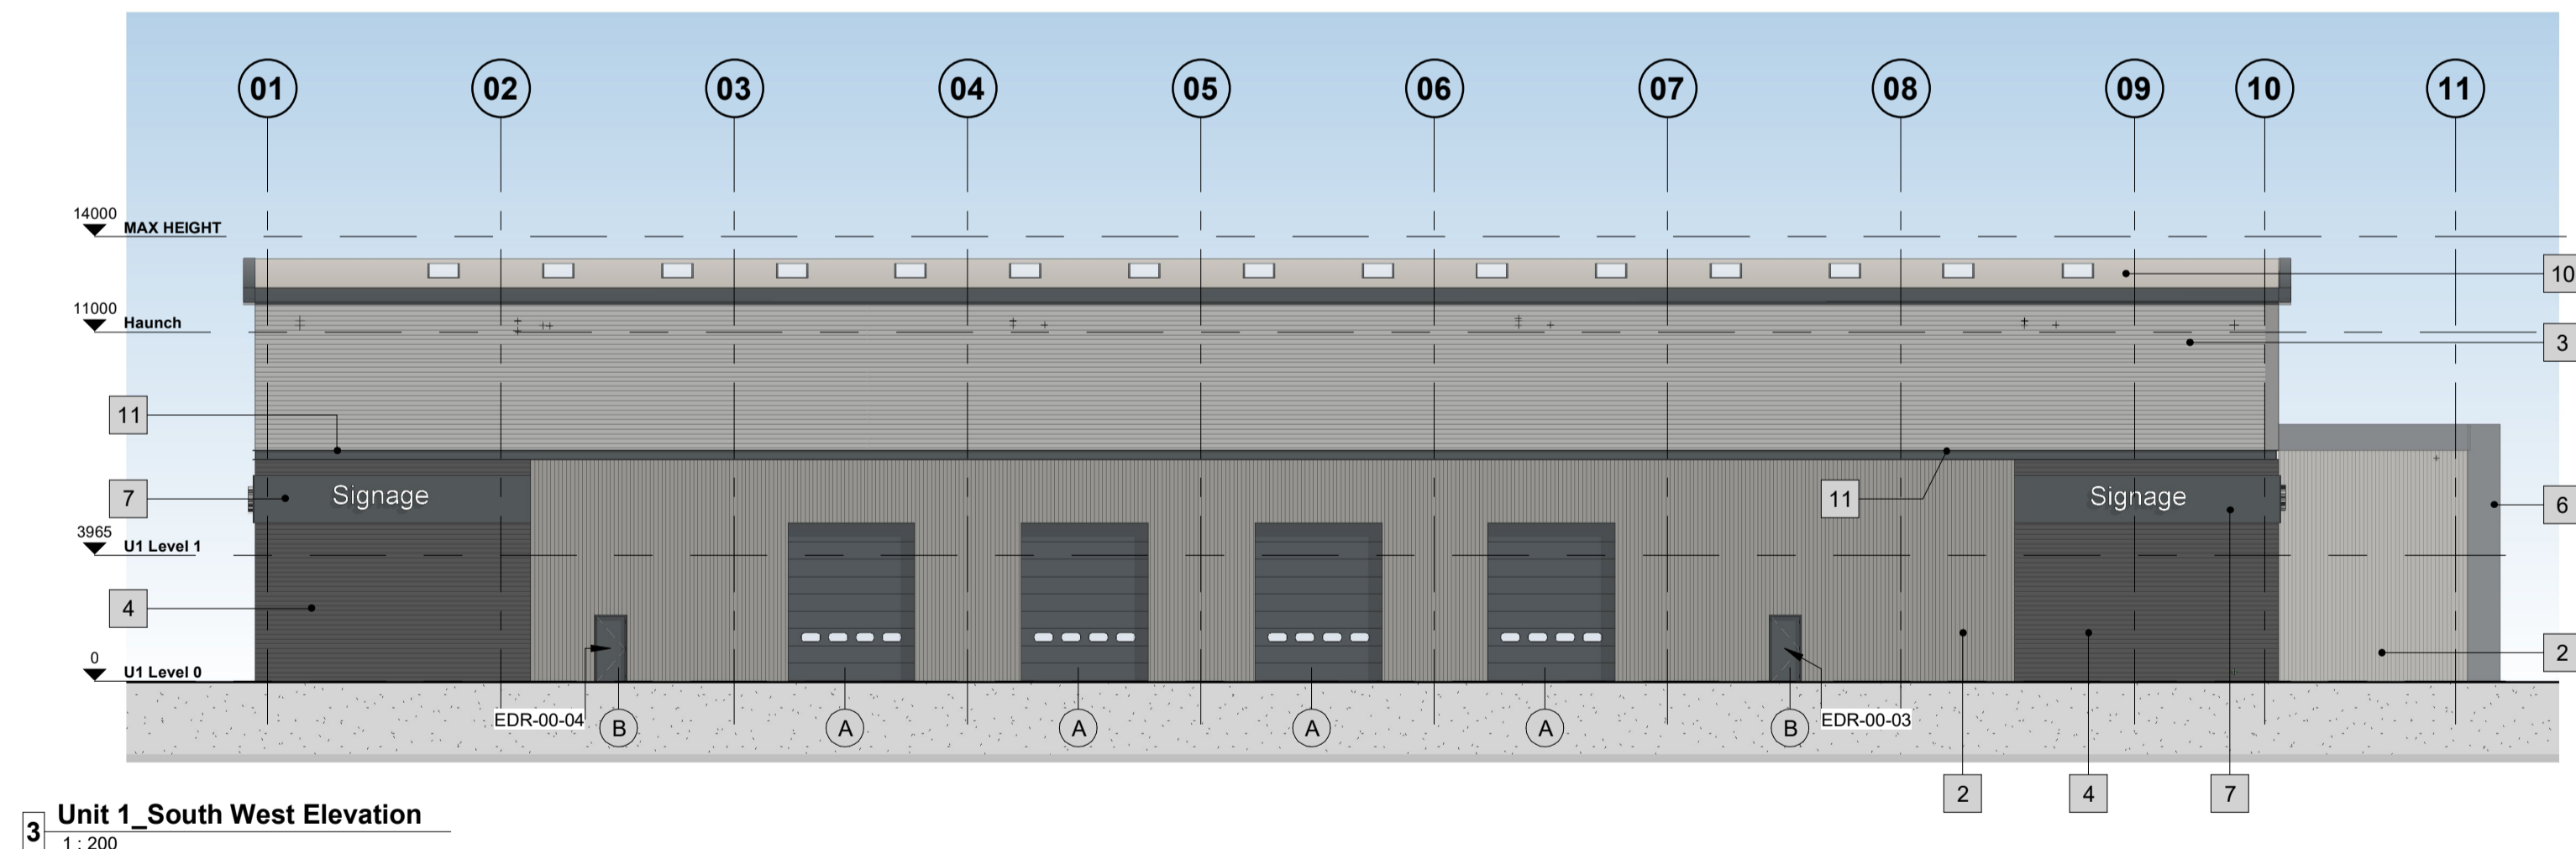 01 02 03 04 05 06 07 08 09 10 11
14000
MAX HEIGHT
10
11000
Haunch
3
11
7 Signage 11 Signage 6
3965
U1 Level 1
4
2
0
U1 Level 0
EDR-00-04 B A A A A B EDR-00-03
2 4 7
3 Unit 1_South West Elevation
1 : 200